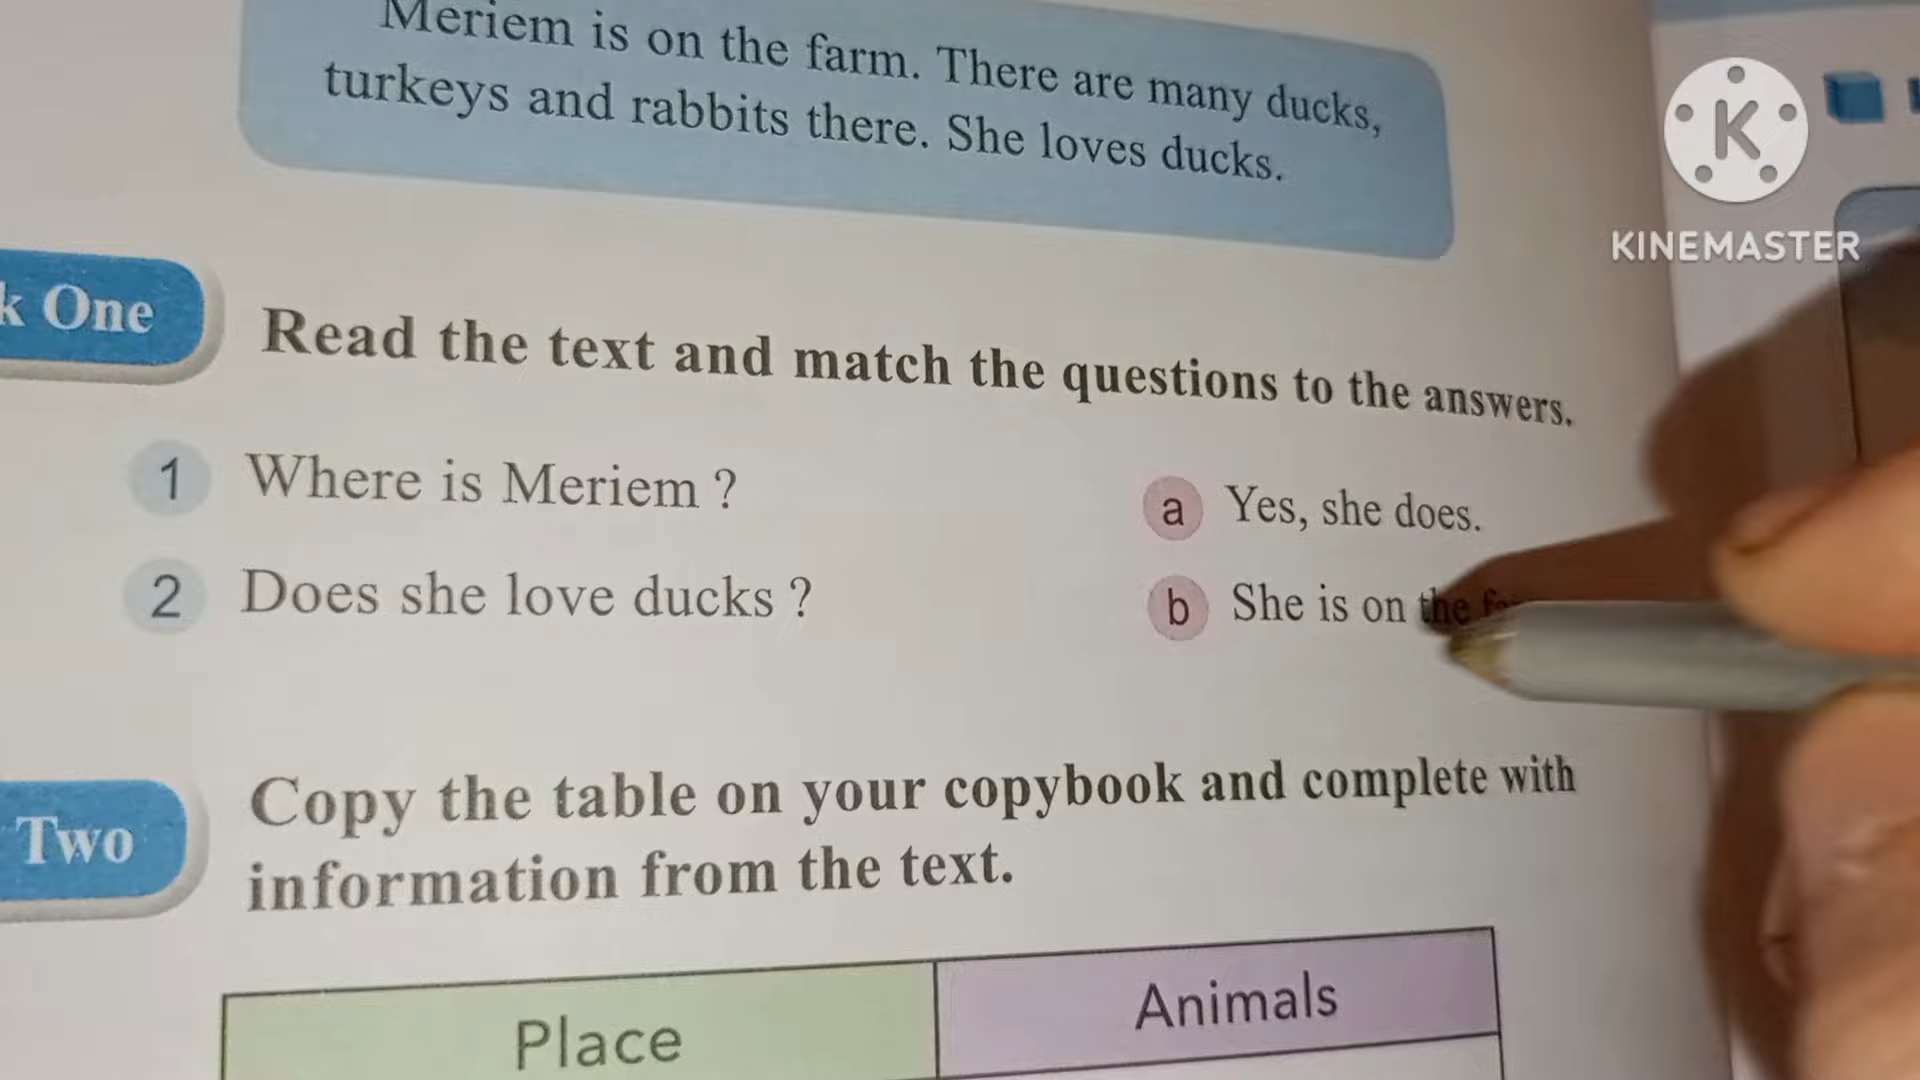 Meriem is on the farm. There are many ducks,
turkeys and rabbits there. She loves ducks.
K
KINEMASTER
k One
Read the text and match the questions to the answers.
1 Where is Meriem ?
a Yes, she does.
2 Does she love ducks ?
b She is on the
Two
Copy the table on your copybook and complete with
information from the text.
Place
Animals